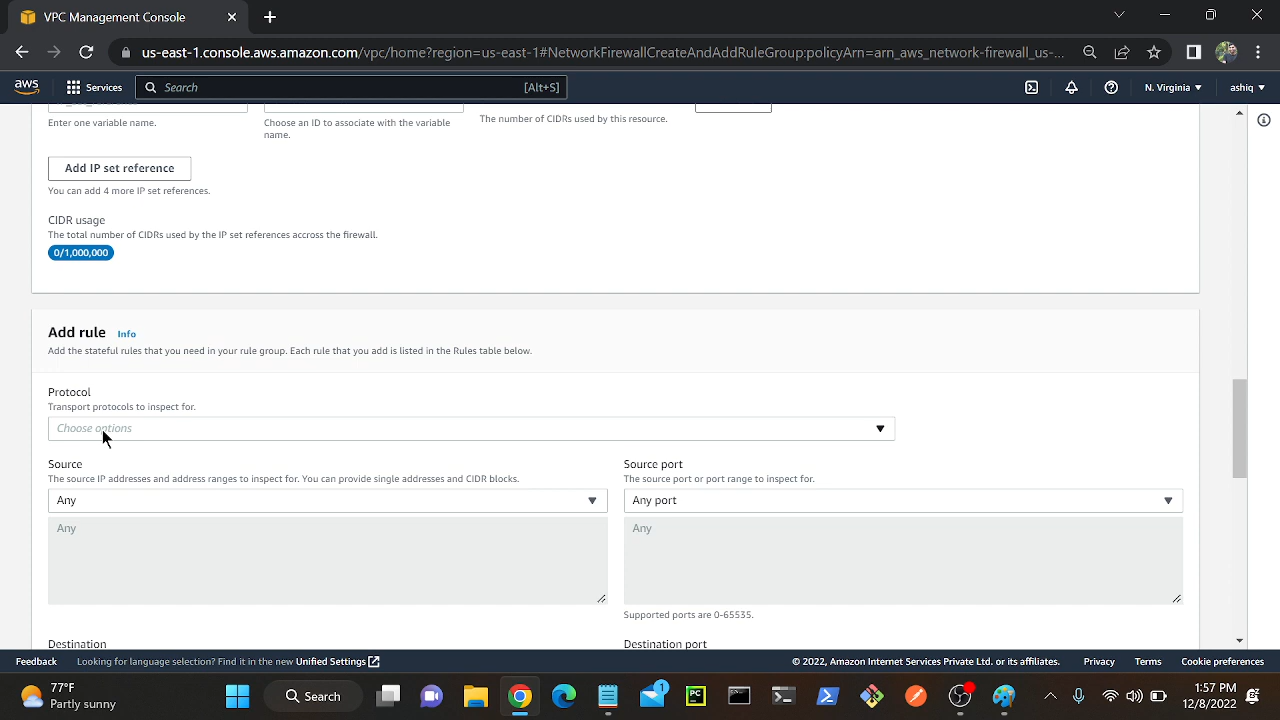 VPC Management Console
us-east-1.console.aws.amazon.com/vpc/home?region=us-east-1#NetworkFirewallCreateAndAddRuleGroup:policyArn=arn_aws_network-firewall_us-...
aws
Services
Search
[Alt+S]
N. Virginia
ashiq
Enter one variable name.
Choose an ID to associate with the variable
name.
The number of CIDRs used by this resource.
Add IP set reference
You can add 4 more IP set references.
CIDR usage
The total number of CIDRs used by the IP set references accross the firewall.
0/1,000,000
Add rule Info
Add the stateful rules that you need in your rule group. Each rule that you add is listed in the Rules table below.
Protocol
Transport protocols to inspect for.
Choose options
Source
The source IP addresses and address ranges to inspect for. You can provide single addresses and CIDR blocks.
Any
Any
Source port
The source port or port range to inspect for.
Any port
Any
Supported ports are 0-65535.
Destination
Destination port
Feedback
Looking for language selection? Find it in the new Unified Settings
© 2022, Amazon Internet Services Private Ltd. or its affiliates.
Privacy
Terms
Cookie preferences
77°F
Partly sunny
Search
1
PC
1:57 PM
12/8/2022